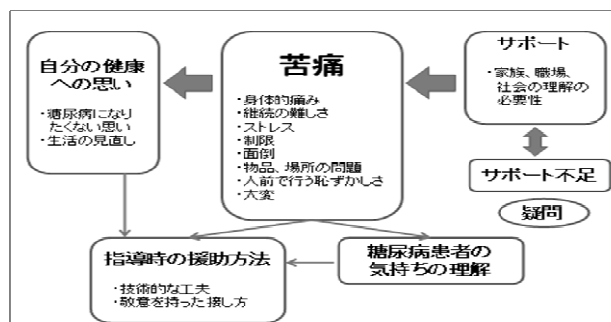 自分の健康
への思い
・糖尿病になり
たくない思い
・生活の見直し
苦痛
・身体的痛み
・継続の難しさ
・ストレス
・制限
・面倒
・物品、場所の問題
・人前で行う恥ずかしさ
・大変
サポート
・家族、職場、
社会の理解の
必要性
サポート不足
疑問
指導時の援助方法
・技術的な工夫
・敬意を持った接し方
糖尿病患者の
気持ちの理解